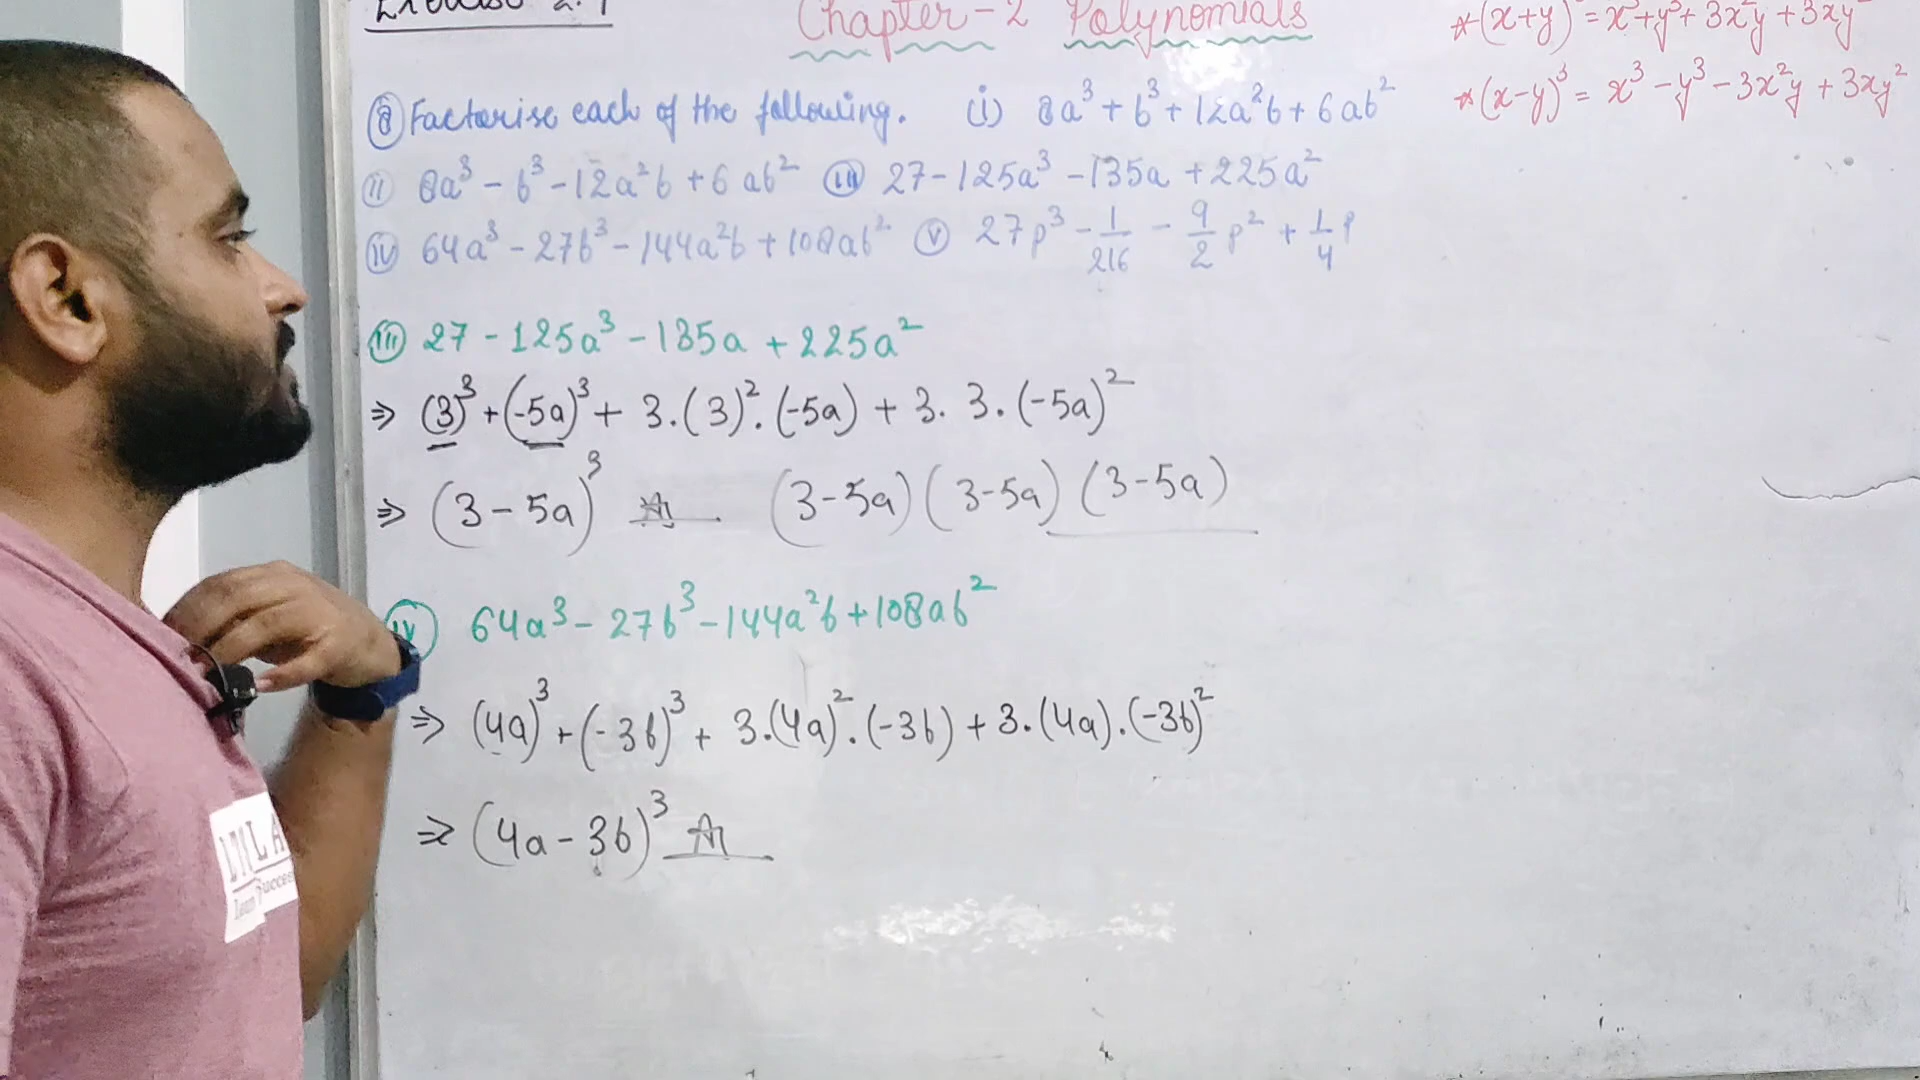 Exercise 2.4
Chapter-2 Polynomials
*(x+y)³ = x³+y³+3x²y+3xy²
*(x-y)³ = x³-y³-3x²y+3xy²
⑧ Factorise each of the following. (i) 8a³+b³+12a²b+6ab²
(ii) 8a³-b³-12a²b+6ab² (iii) 27-125a³-135a+225a²
(iv) 64a³-27b³-144a²b+108ab² (v) 27p³-1/216-9/2p²+1/4p
(iii) 27-125a³-135a+225a²
⇒ (3)³+(-5a)³+3.(3)².(-5a)+3.3.(-5a)²
⇒ (3-5a)³ (3-5a)(3-5a)(3-5a)
(iv) 64a³-27b³-144a²b+108ab²
⇒ (4a)³+(-3b)³+3.(4a)².(-3b)+3.(4a).(-3b)²
⇒ (4a-3b)³